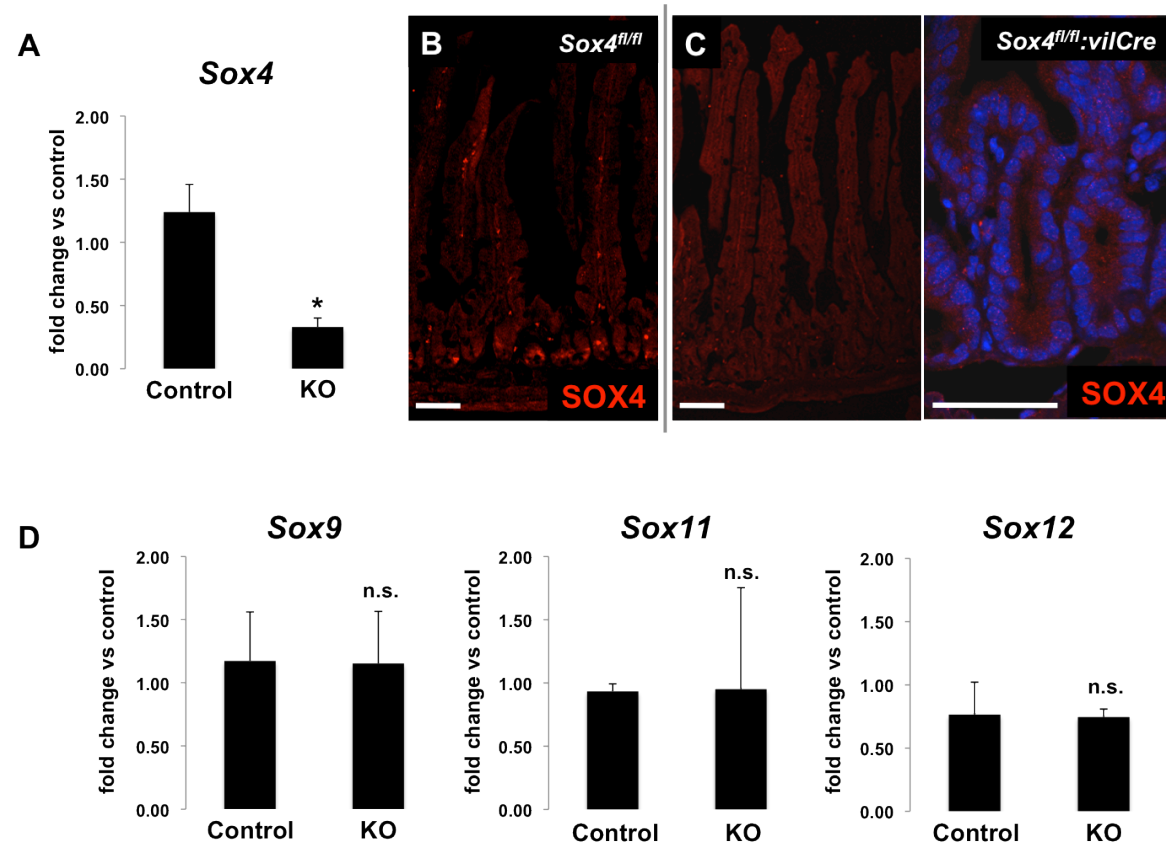 A
Sox4
fold change vs control
2.00
1.50
1.00
0.50
0.00
*
Control
KO
B
Sox4fl/fl
SOX4
C
Sox4fl/fl:vilCre
SOX4
D
Sox9
fold change vs control
2.00
1.50
1.00
0.50
0.00
n.s.
Control
KO
Sox11
fold change vs control
2.00
1.50
1.00
0.50
0.00
n.s.
Control
KO
Sox12
fold change vs control
2.00
1.50
1.00
0.50
0.00
n.s.
Control
KO